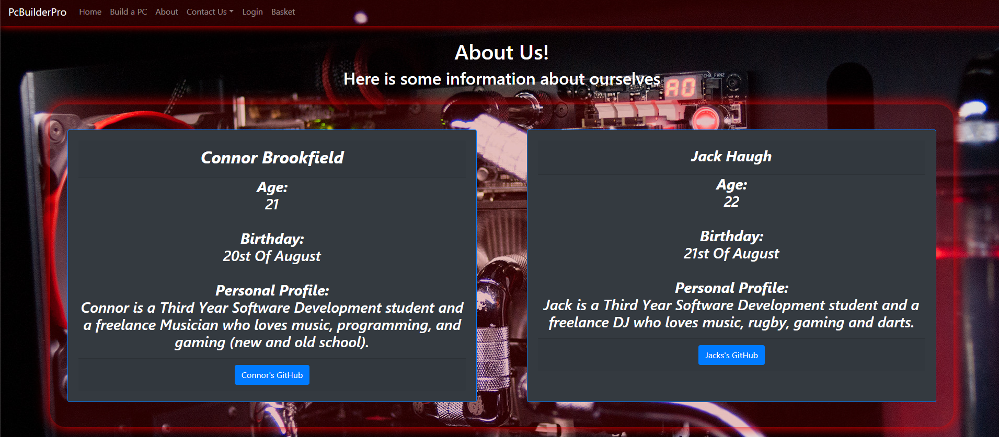 PcBuilderPro Home Build a PC About Contact Us Login Basket
About Us!
Here is some information about ourselves
CHA_FAN2
A0
Connor Brookfield
Age:
21
Birthday:
20st Of August
Personal Profile:
Connor is a Third Year Software Development student and
a freelance Musician who loves music, programming, and
gaming (new and old school).
Connor's GitHub
Jack Haugh
Age:
22
Birthday:
21st Of August
Personal Profile:
Jack is a Third Year Software Development student and a
freelance DJ who loves music, rugby, gaming and darts.
Jacks's GitHub